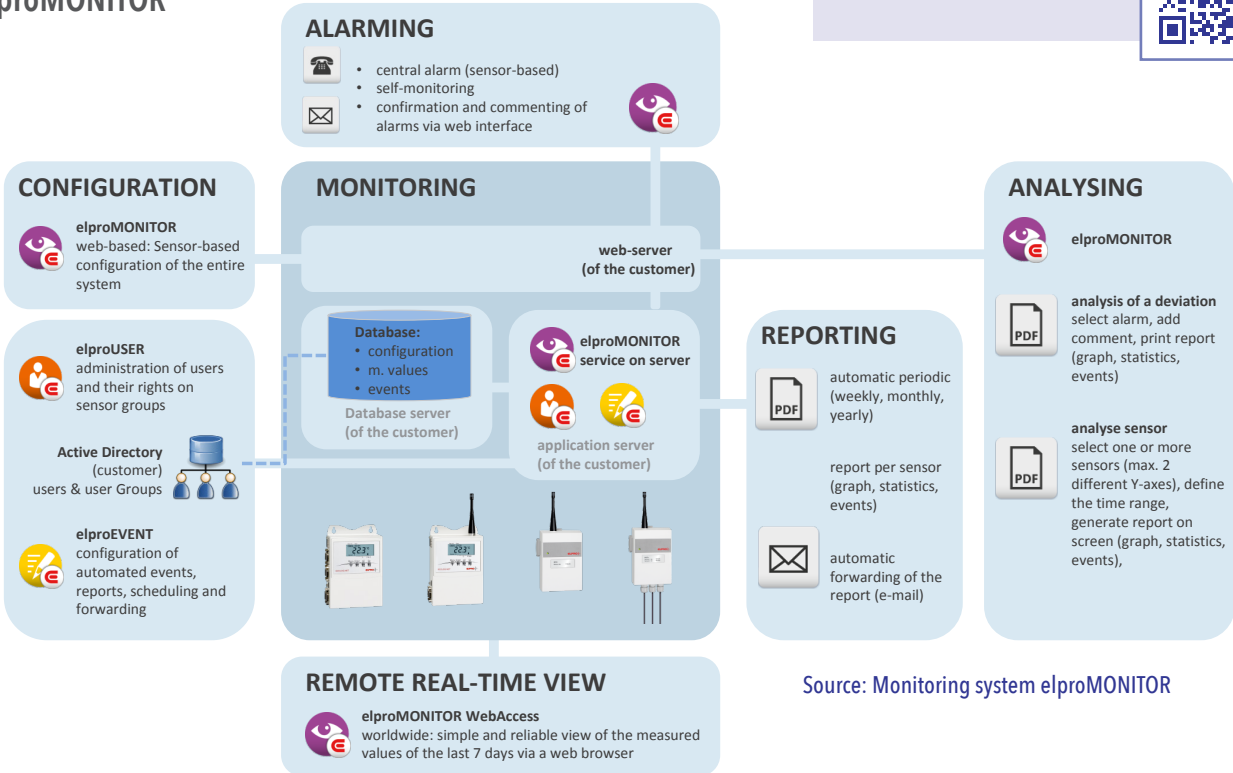 proMONITOR
ALARMING
• central alarm (sensor-based)
• self-monitoring
• confirmation and commenting of
alarms via web interface
CONFIGURATION
elproMONITOR
web-based: Sensor-based
configuration of the entire
system
elproUSER
administration of users
and their rights on
sensor groups
Active Directory
(customer)
users & user Groups
elproEVENT
configuration of
automated events,
reports, scheduling and
forwarding
MONITORING
web-server
(of the customer)
Database:
• configuration
• m. values
• events
Database server
(of the customer)
elproMONITOR
service on server
application server
(of the customer)
REPORTING
PDF
automatic periodic
(weekly, monthly,
yearly)
report per sensor
(graph, statistics,
events)
automatic
forwarding of the
report (e-mail)
ANALYSING
elproMONITOR
PDF
analysis of a deviation
select alarm, add
comment, print report
(graph, statistics,
events)
PDF
analyse sensor
select one or more
sensors (max. 2
different Y-axes), define
the time range,
generate report on
screen (graph, statistics,
events),
REMOTE REAL-TIME VIEW
elproMONITOR WebAccess
worldwide: simple and reliable view of the measured
values of the last 7 days via a web browser
Source: Monitoring system elproMONITOR